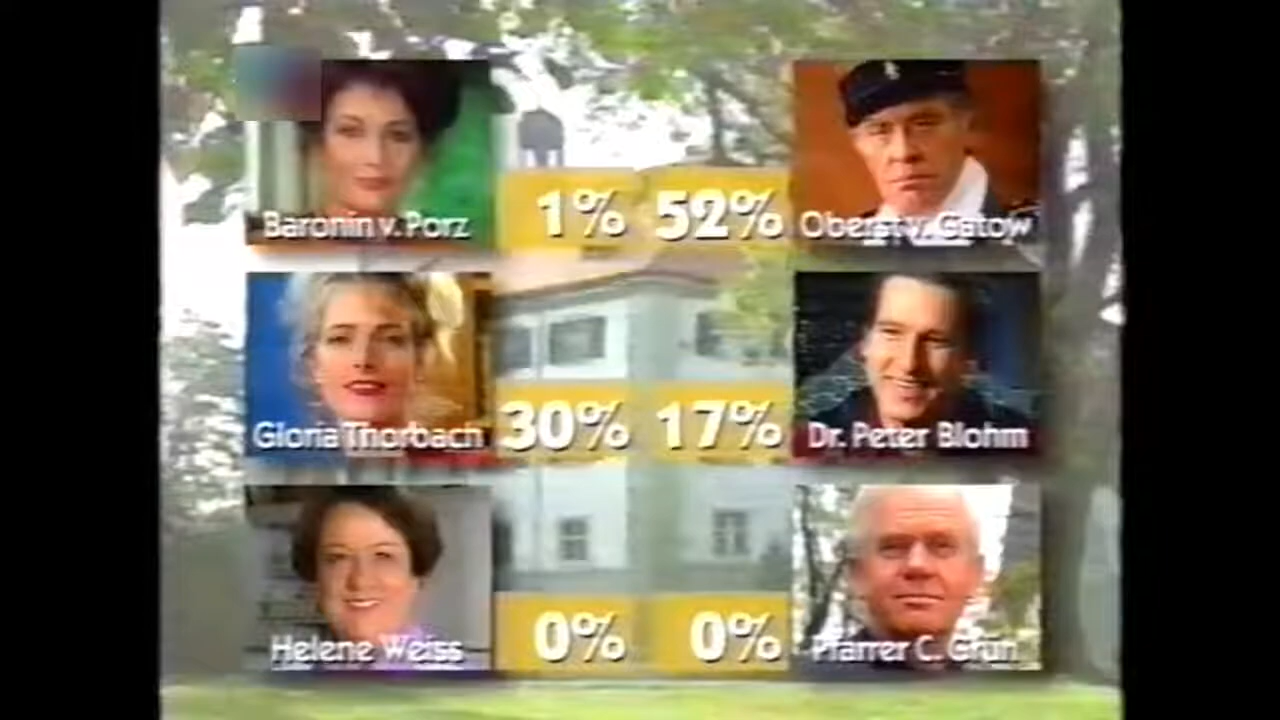 Baronin v. Porz
1% 52%
Oberst v. Gatow
Gloria Thorbach
30% 17%
Dr. Peter Blohm
Helene Weiss
0% 0%
Pfarrer C. Grün